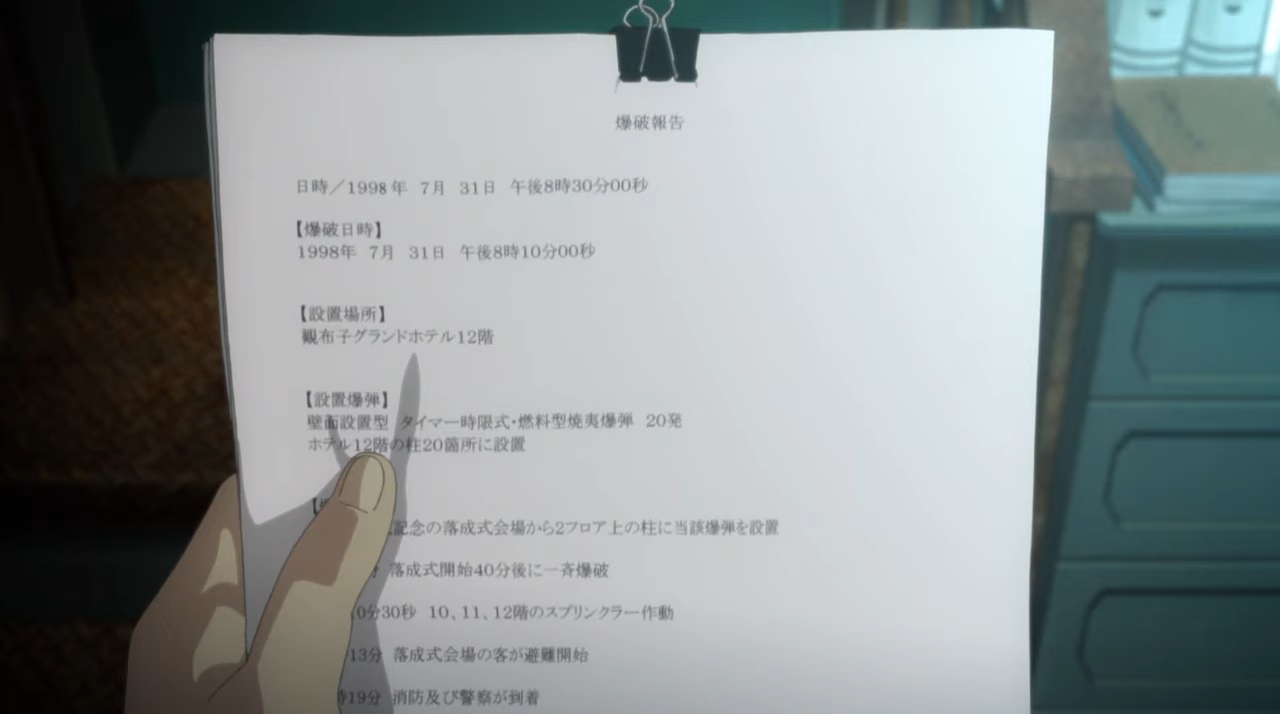 爆破報告
日時／1998年 7月 31日 午後8時30分00秒
【爆破日時】
1998年 7月 31日 午後8時10分00秒
【設置場所】
観布子グランドホテル12階
【設置爆弾】
壁面設置型 タイマー時限式・燃料型焼夷爆弾 20発
ホテル12階の柱20箇所に設置
【
記念の落成式会場から2フロア上の柱に当該爆弾を設置
落成式開始40分後に一斉爆破
0分30秒 10、11、12階のスプリンクラー作動
13分 落成式会場の客が避難開始
時19分 消防及び警察が到着